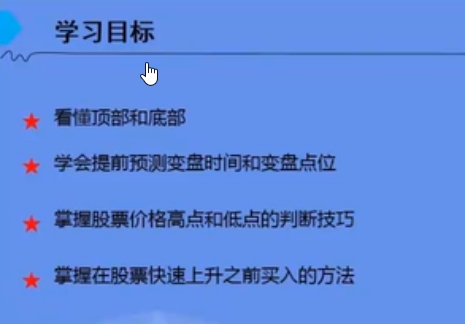 学习目标
看懂顶部和底部
学会提前预测变盘时间和变盘点位
掌握股票价格高点和低点的判断技巧
掌握在股票快速上升之前买入的方法